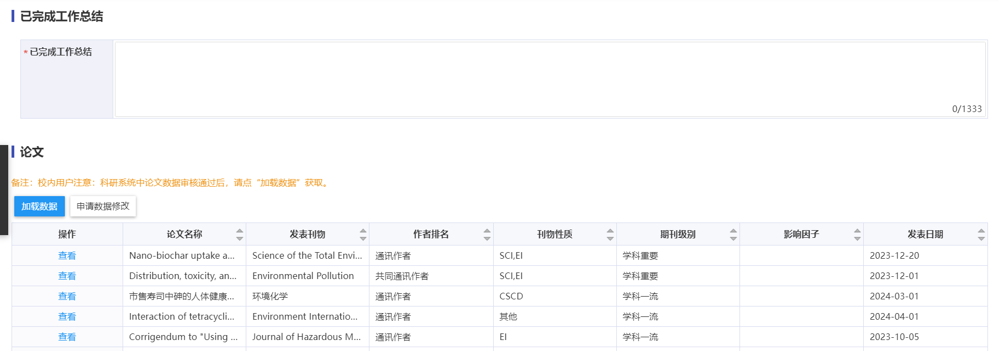 已完成工作总结
*已完成工作总结
0/1333
论文
备注：校内用户注意：科研系统中论文数据审核通过后，请点“加载数据”获取。
加载数据 申请数据修改
操作 论文名称 发表刊物 作者排名 刊物性质 期刊级别 影响因子 发表日期
查看 Nano-biochar uptake a... Science of the Total Envi... 通讯作者 SCI,EI 学科重要 2023-12-20
查看 Distribution, toxicity, an... Environmental Pollution 共同通讯作者 SCI,EI 学科重要 2023-12-01
查看 市售寿司中砷的人体健康... 环境化学 通讯作者 CSCD 学科一流 2024-03-01
查看 Interaction of tetracycli... Environment Internatio... 通讯作者 其他 学科一流 2024-04-01
查看 Corrigendum to "Using ... Journal of Hazardous M... 通讯作者 EI 学科一流 2023-10-05